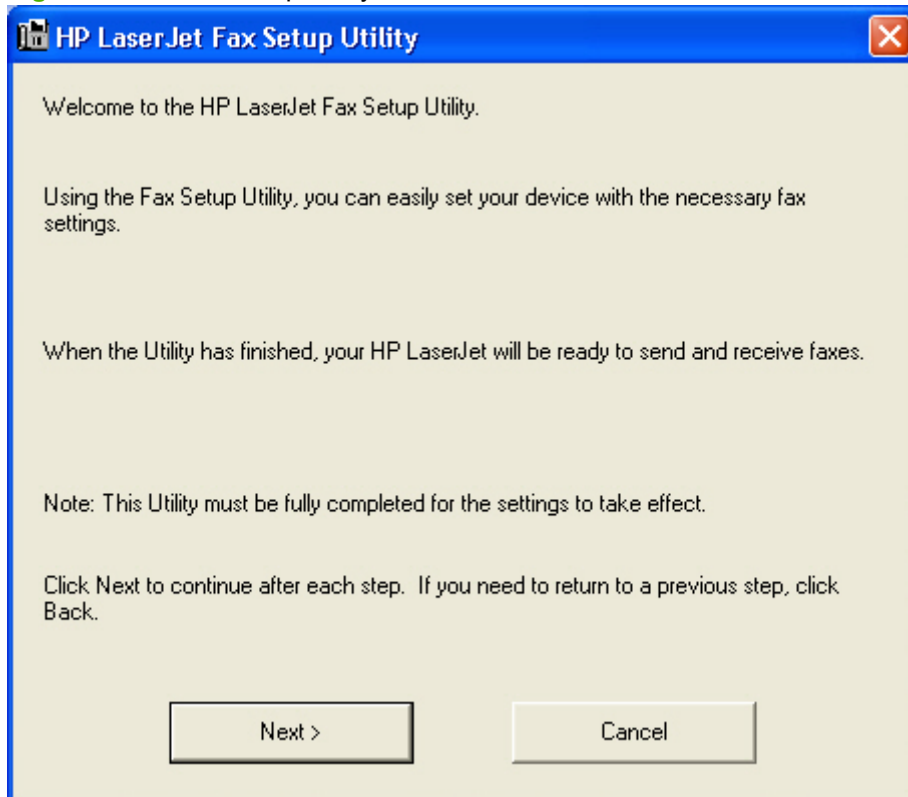 HP LaserJet Fax Setup Utility
Welcome to the HP LaserJet Fax Setup Utility.
Using the Fax Setup Utility, you can easily set your device with the necessary fax
settings.
When the Utility has finished, your HP LaserJet will be ready to send and receive faxes.
Note: This Utility must be fully completed for the settings to take effect.
Click Next to continue after each step.  If you need to return to a previous step, click
Back.
Next >
Cancel